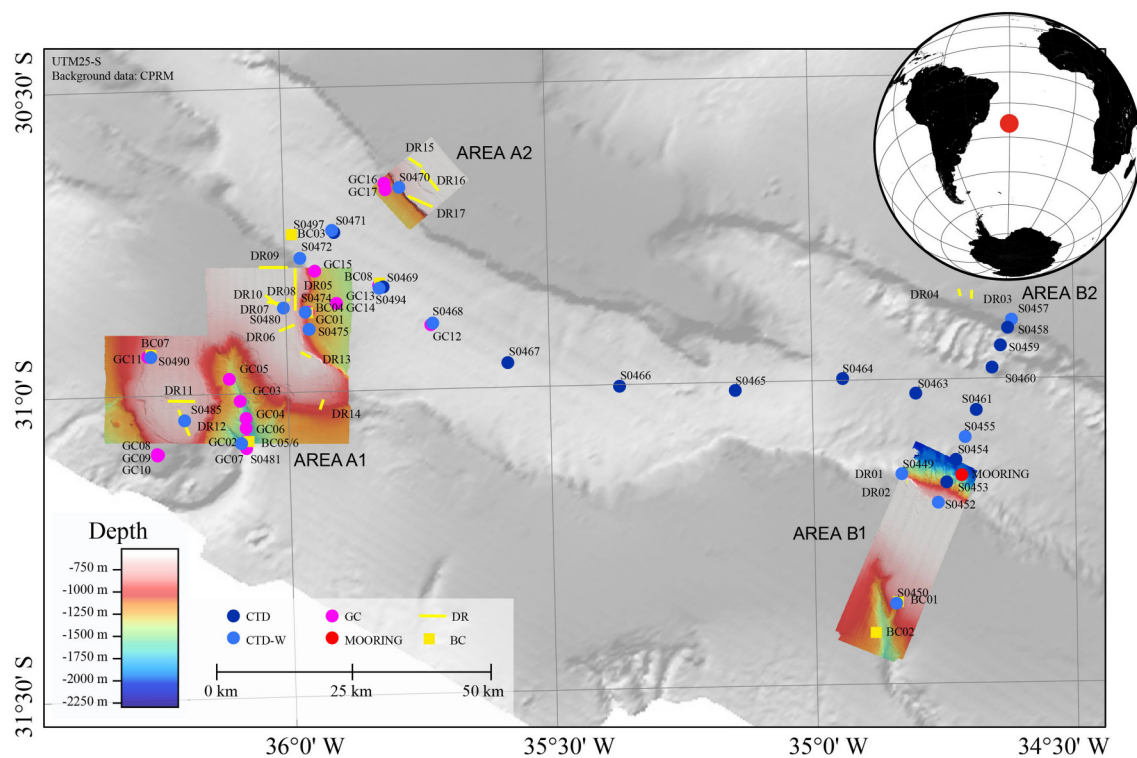 UTM25-S
Background data: CPRM
30°30' S
31°0' S
31°30' S
36°0' W
35°30' W
35°0' W
34°30' W
AREA A2
DR15
DR16
DR17
GC16
S0470
GC17
S0497
S0471
BC03
S0472
DR09
GC15
BC08
S0469
DR05
DR08
DR10
S0474
GC13
S0494
GC14
DR07
BC04
S0480
GC01
S0475
S0468
GC12
DR06
DR13
S0467
S0466
S0465
S0464
S0463
BC07
GC11
S0490
GC05
DR11
GC03
DR14
S0485
GC04
DR12
GC06
GC02
BC05/6
GC08
GC09
GC10
GC07
S0481
AREA A1
DR04
DR03
AREA B2
S0457
S0458
S0459
S0460
S0461
S0455
S0454
DR01
S0449
MOORING
DR02
S0453
S0452
AREA B1
S0450
BC01
BC02
Depth
-750 m
-1000 m
-1250 m
-1500 m
-1750 m
-2000 m
-2250 m
CTD
GC
DR
CTD-W
MOORING
BC
0 km
25 km
50 km